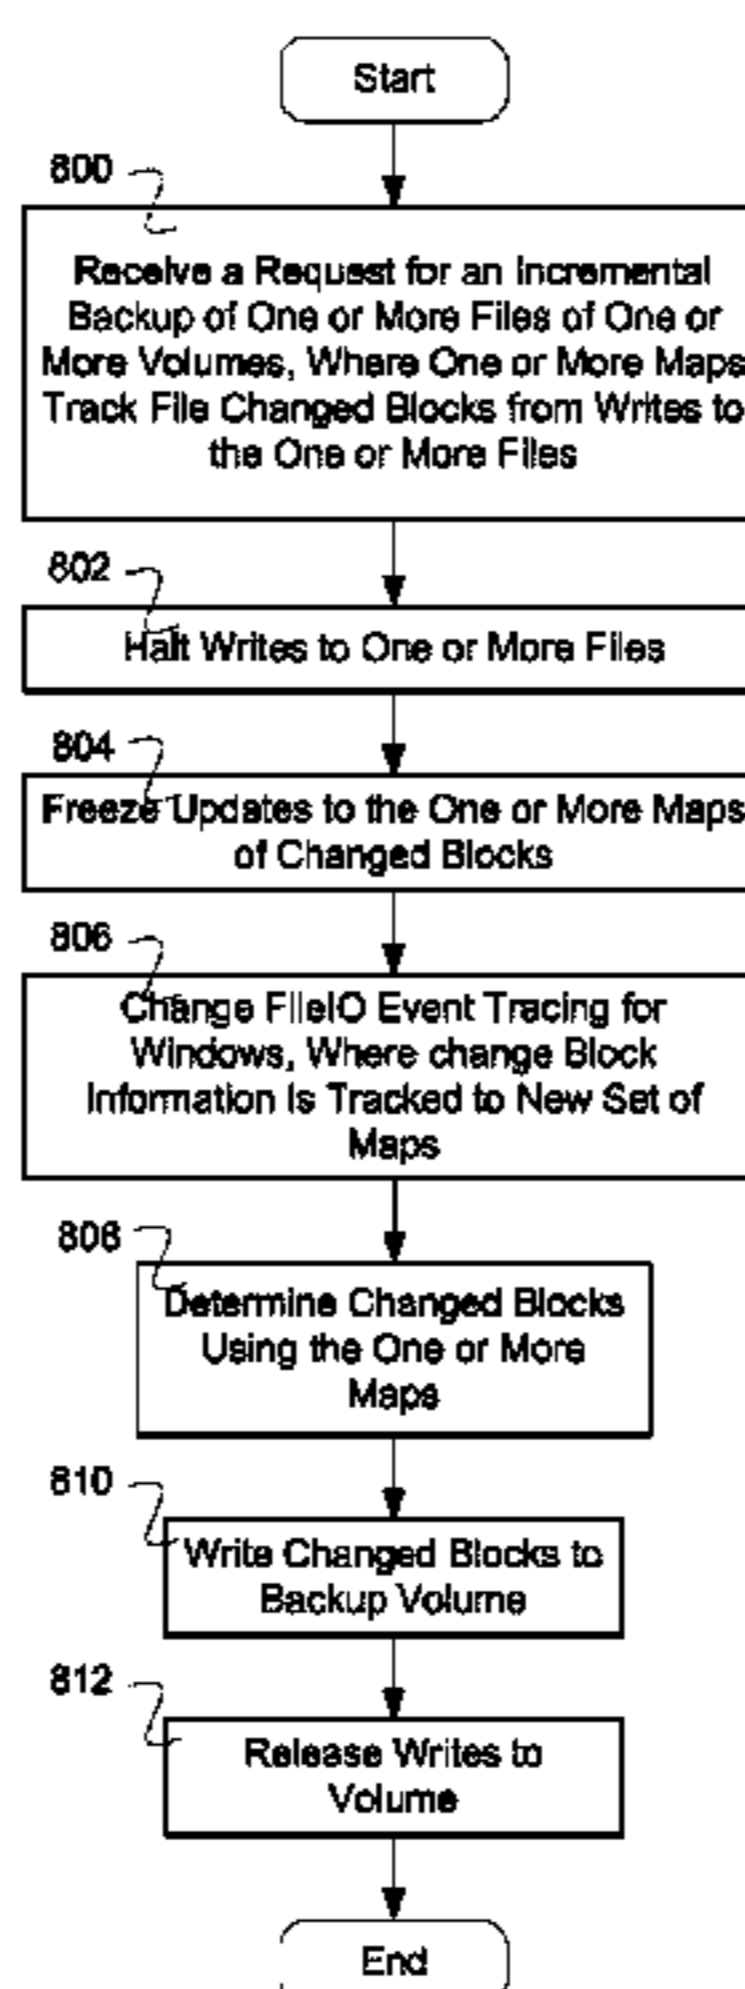 Start
800
Receive a Request for an Incremental
Backup of One or More Files of One or
More Volumes, Where One or More Maps
Track File Changed Blocks from Writes to
the One or More Files
802
Halt Writes to One or More Files
804
Freeze Updates to the One or More Maps
of Changed Blocks
806
Change FileIO Event Tracing for
Windows, Where change Block
Information Is Tracked to New Set of
Maps
808
Determine Changed Blocks
Using the One or More
Maps
810
Write Changed Blocks to
Backup Volume
812
Release Writes to
Volume
End